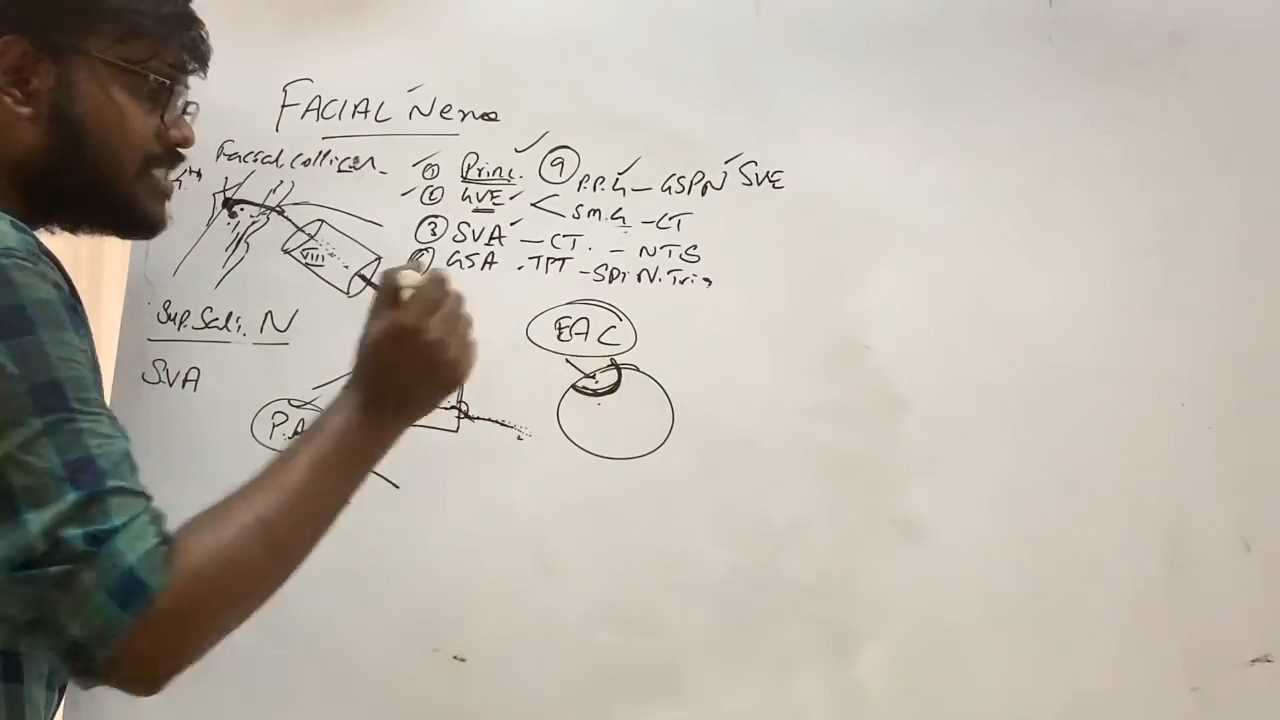 FACIAL Nerve
Facial collicu
① Princ. 9
P.P.G - GSPN SVE
② GVE < S.M.G - CT
③ SVA - CT. - NTS
GSA . TPT - Spi N. Trig
VIII
Sup. Sali. N
SVA
EAC
P.A